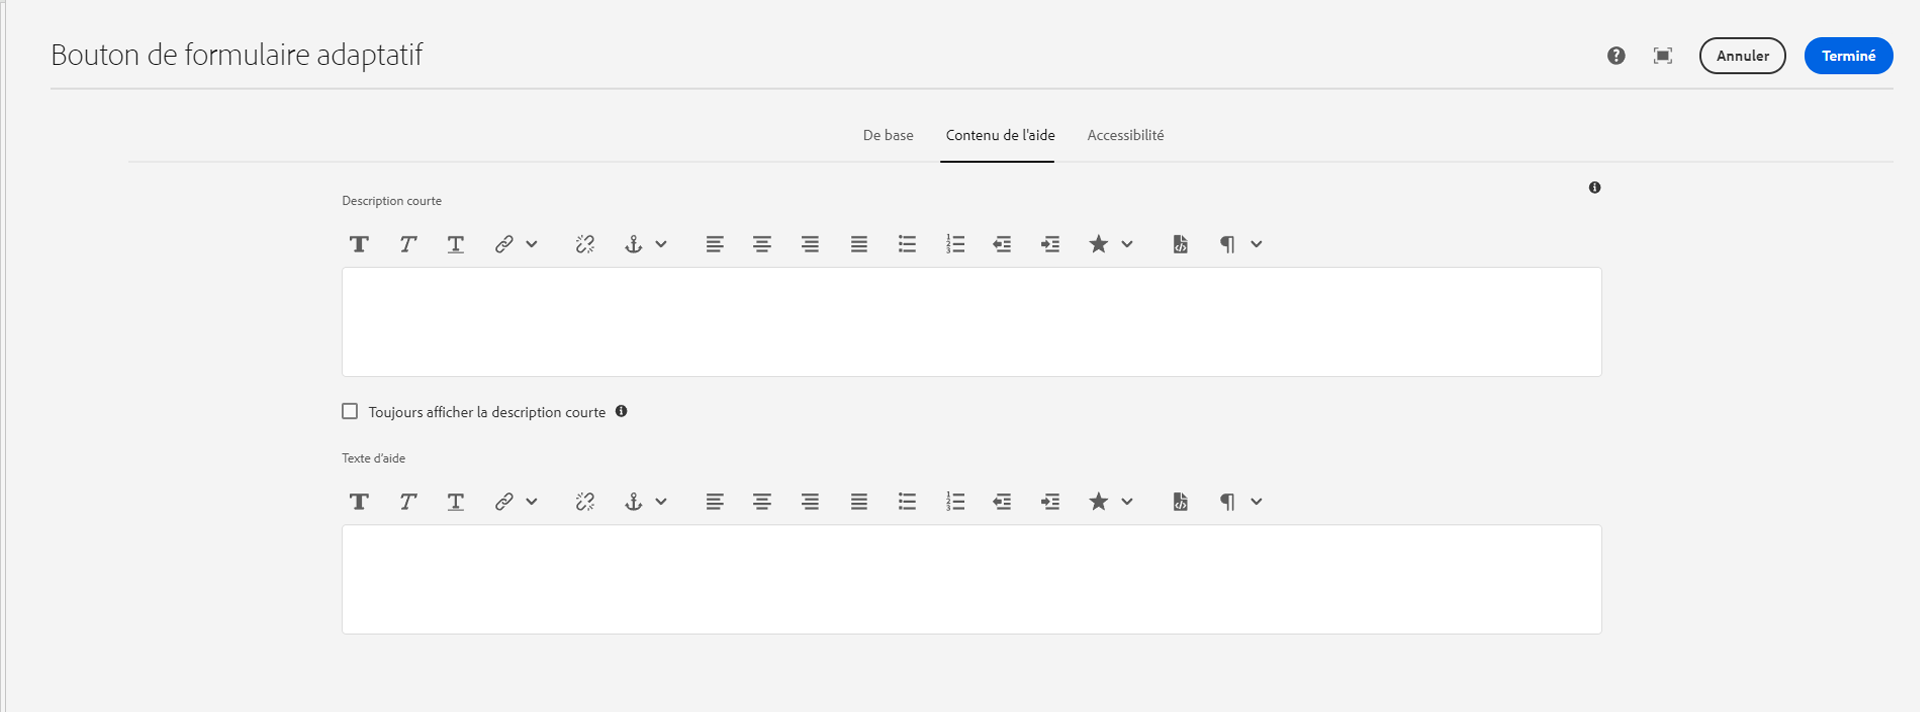 Bouton de formulaire adaptatif
Annuler
Terminé
De base
Contenu de l'aide
Accessibilité
Description courte
Toujours afficher la description courte
Texte d'aide